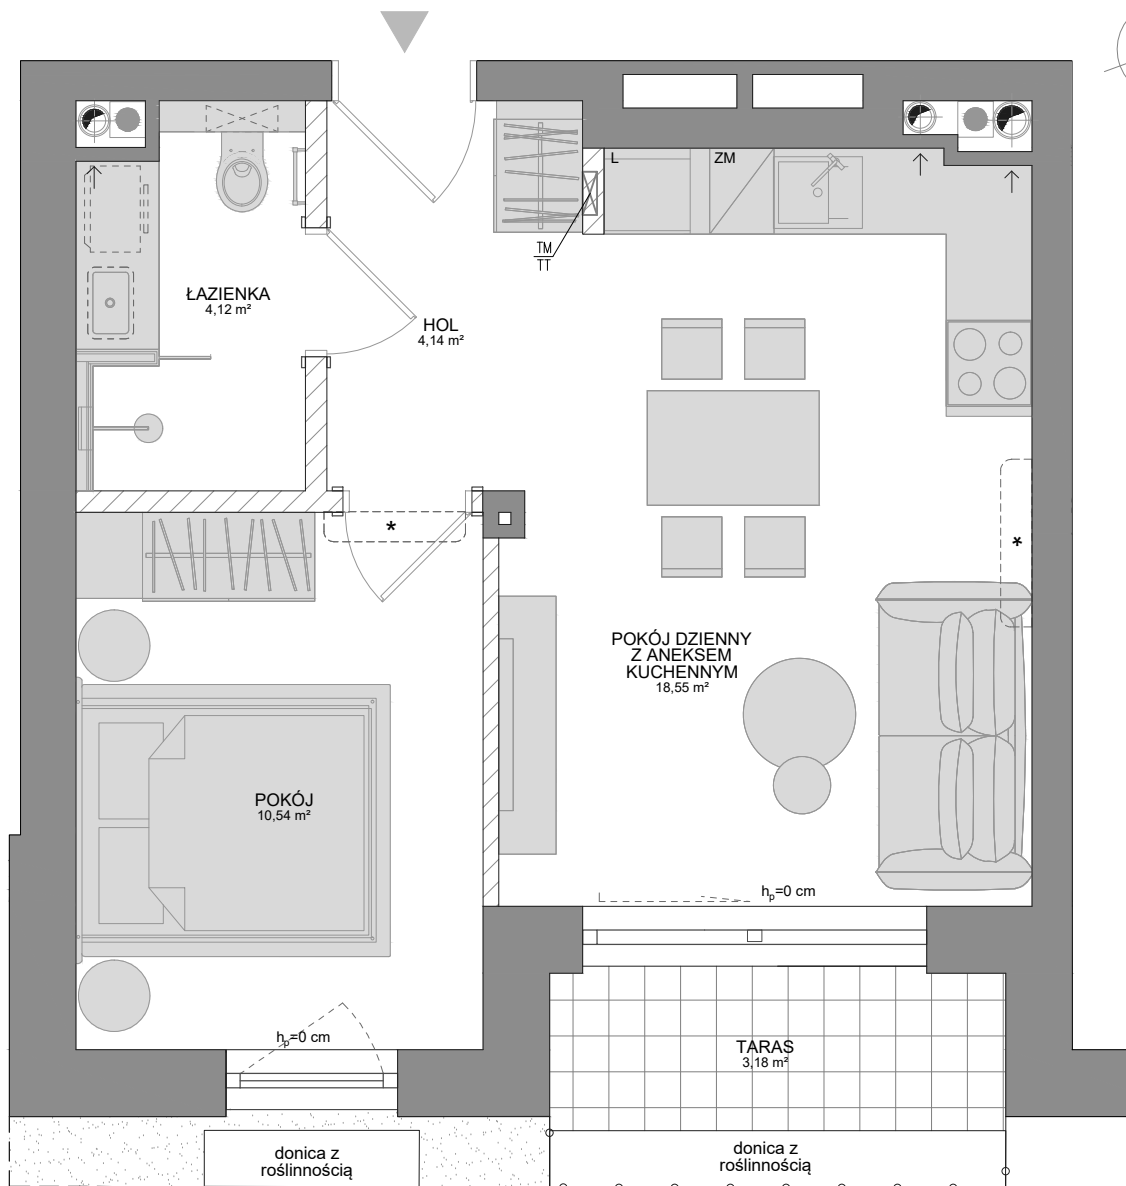 L
ZM
TM
TT
ŁAZIENKA
4,12 m²
HOL
4,14 m²
*
*
POKÓJ DZIENNY
Z ANEKSEM
KUCHENNYM
18,55 m²
POKÓJ
10,54 m²
hp=0 cm
hp=0 cm
TARAS
3,18 m²
donica z
roślinnością
donica z
roślinnością